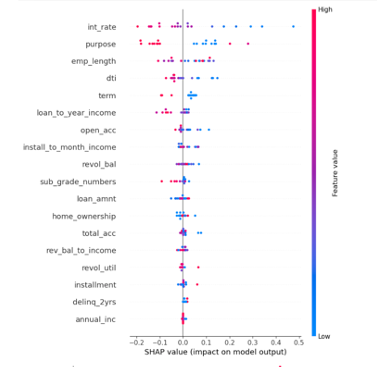 High
int_rate
purpose
emp_length
dti
term
loan_to_year_income
open_acc
install_to_month_income
revol_bal
sub_grade_numbers
loan_amnt
home_ownership
total_acc
rev_bal_to_income
revol_util
installment
delinq_2yrs
annual_inc
Feature value
Low
−0.2 −0.1 0.0 0.1 0.2 0.3 0.4 0.5
SHAP value (impact on model output)